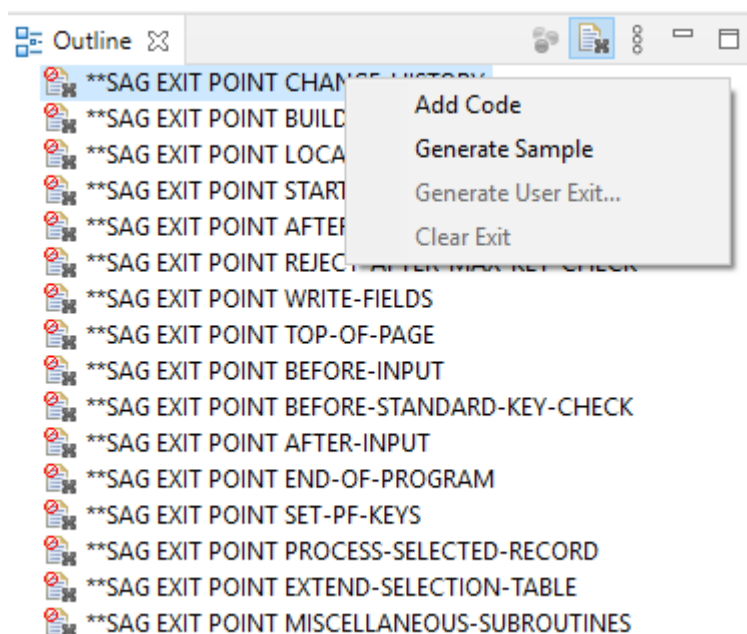 Outline
**SAG EXIT POINT CHANGE-HISTORY
Add Code
**SAG EXIT POINT BUILD
Generate Sample
**SAG EXIT POINT LOCA
Generate User Exit...
**SAG EXIT POINT START
Clear Exit
**SAG EXIT POINT AFTER
**SAG EXIT POINT REJECT-AFTER-MAX-KEY-CHECK
**SAG EXIT POINT WRITE-FIELDS
**SAG EXIT POINT TOP-OF-PAGE
**SAG EXIT POINT BEFORE-INPUT
**SAG EXIT POINT BEFORE-STANDARD-KEY-CHECK
**SAG EXIT POINT AFTER-INPUT
**SAG EXIT POINT END-OF-PROGRAM
**SAG EXIT POINT SET-PF-KEYS
**SAG EXIT POINT PROCESS-SELECTED-RECORD
**SAG EXIT POINT EXTEND-SELECTION-TABLE
**SAG EXIT POINT MISCELLANEOUS-SUBROUTINES